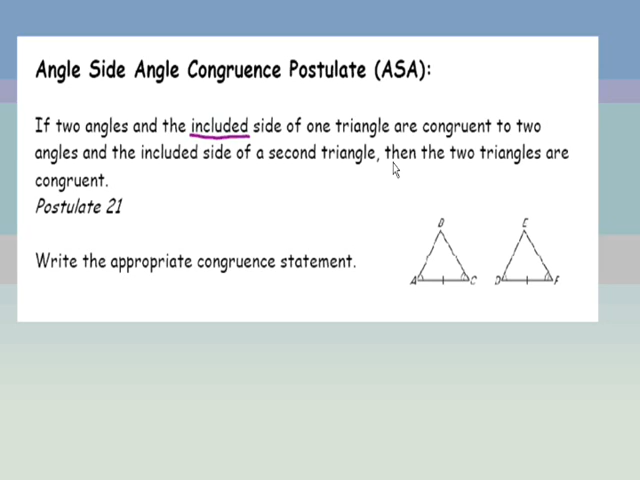 Angle Side Angle Congruence Postulate (ASA):
If two angles and the included side of one triangle are congruent to two
angles and the included side of a second triangle, then the two triangles are
congruent.
Postulate 21
Write the appropriate congruence statement.
B E
A C D F